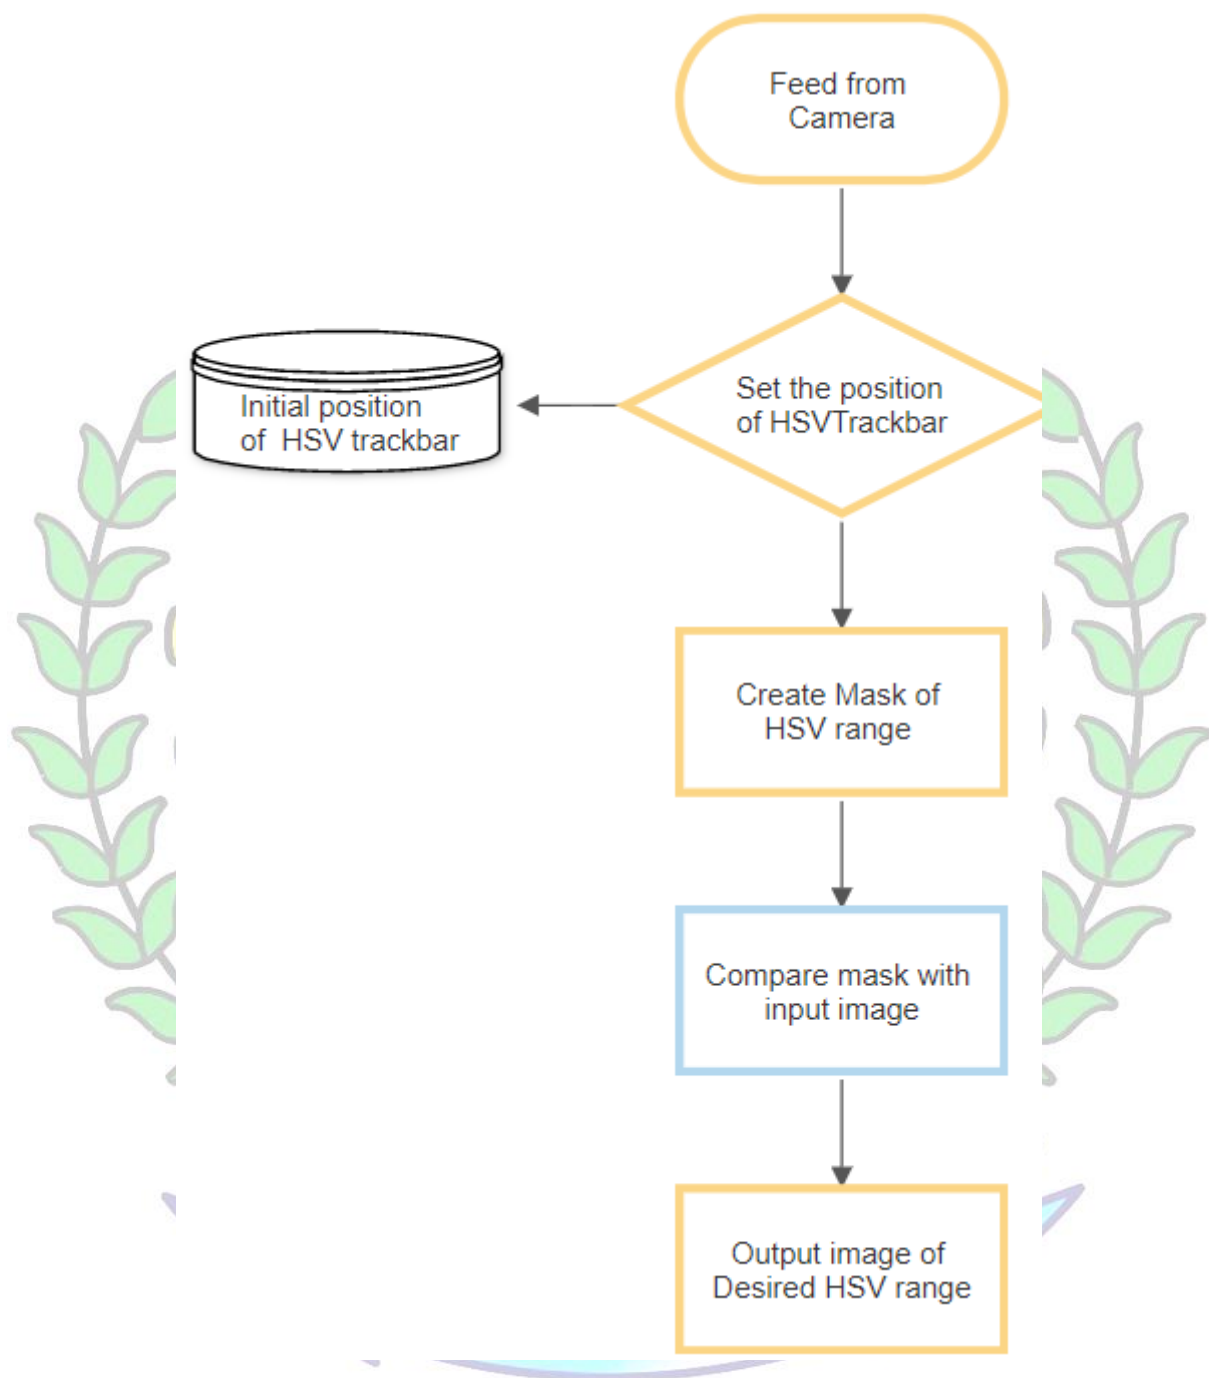 Feed from
Camera
Set the position
of HSVTrackbar
Initial position
of HSV trackbar
Create Mask of
HSV range
Compare mask with
input image
Output image of
Desired HSV range